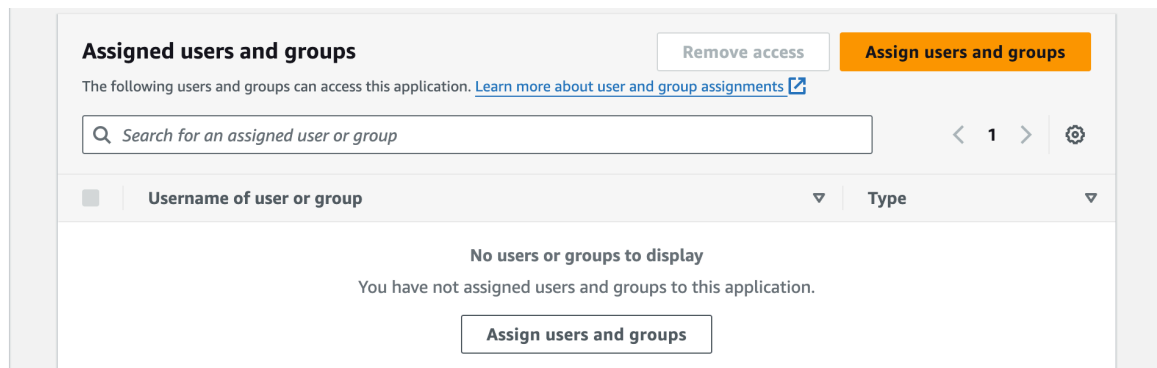 Assigned users and groups
Remove access
Assign users and groups
The following users and groups can access this application. Learn more about user and group assignments
Search for an assigned user or group
1
Username of user or group
Type
No users or groups to display
You have not assigned users and groups to this application.
Assign users and groups